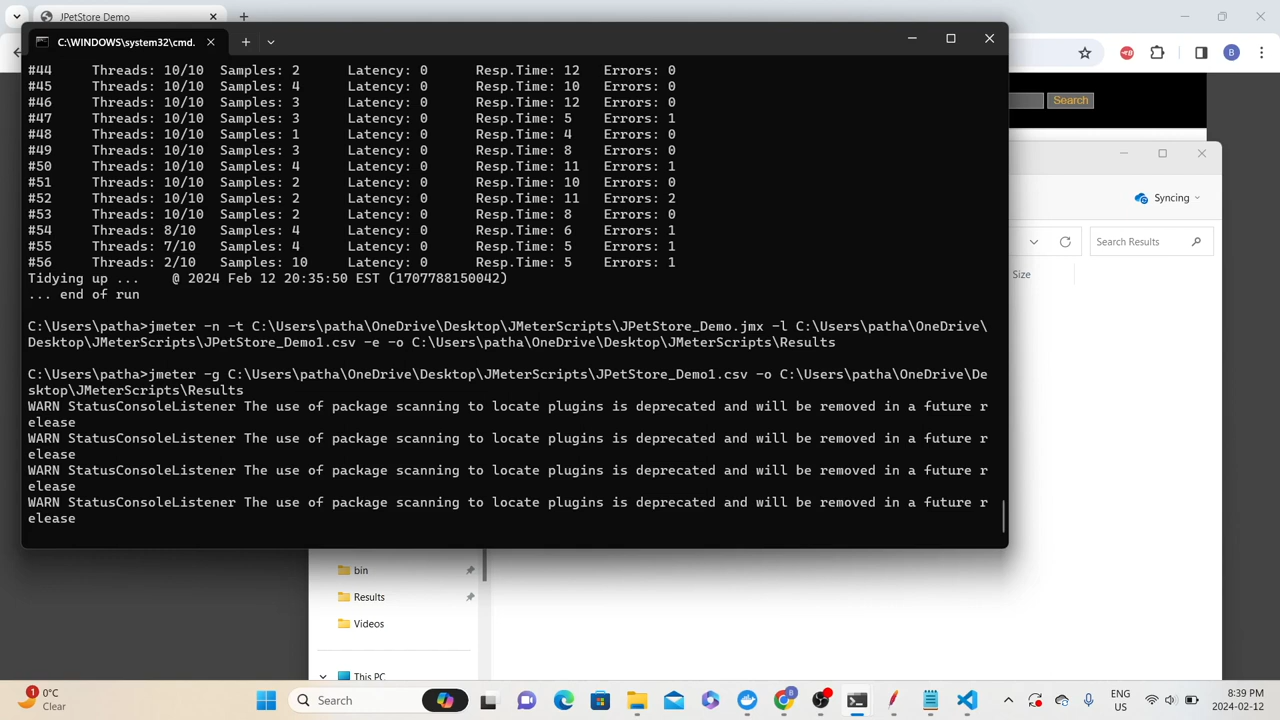 JPetStore Demo
C:\WINDOWS\system32\cmd.
#44 Threads: 10/10 Samples: 2 Latency: 0 Resp.Time: 12 Errors: 0
#45 Threads: 10/10 Samples: 4 Latency: 0 Resp.Time: 10 Errors: 0
#46 Threads: 10/10 Samples: 3 Latency: 0 Resp.Time: 12 Errors: 0
#47 Threads: 10/10 Samples: 3 Latency: 0 Resp.Time: 5 Errors: 1
#48 Threads: 10/10 Samples: 1 Latency: 0 Resp.Time: 4 Errors: 0
#49 Threads: 10/10 Samples: 3 Latency: 0 Resp.Time: 8 Errors: 0
#50 Threads: 10/10 Samples: 4 Latency: 0 Resp.Time: 11 Errors: 1
#51 Threads: 10/10 Samples: 2 Latency: 0 Resp.Time: 10 Errors: 0
#52 Threads: 10/10 Samples: 2 Latency: 0 Resp.Time: 11 Errors: 2
#53 Threads: 10/10 Samples: 2 Latency: 0 Resp.Time: 8 Errors: 0
#54 Threads: 8/10 Samples: 4 Latency: 0 Resp.Time: 6 Errors: 1
#55 Threads: 7/10 Samples: 4 Latency: 0 Resp.Time: 5 Errors: 1
#56 Threads: 2/10 Samples: 10 Latency: 0 Resp.Time: 5 Errors: 1
Tidying up ... @ 2024 Feb 12 20:35:50 EST (1707788150042)
... end of run
C:\Users\patha>jmeter -n -t C:\Users\patha\OneDrive\Desktop\JMeterScripts\JPetStore_Demo.jmx -l C:\Users\patha\OneDrive\
Desktop\JMeterScripts\JPetStore_Demo1.csv -e -o C:\Users\patha\OneDrive\Desktop\JMeterScripts\Results
C:\Users\patha>jmeter -g C:\Users\patha\OneDrive\Desktop\JMeterScripts\JPetStore_Demo1.csv -o C:\Users\patha\OneDrive\De
sktop\JMeterScripts\Results
WARN StatusConsoleListener The use of package scanning to locate plugins is deprecated and will be removed in a future r
elease
WARN StatusConsoleListener The use of package scanning to locate plugins is deprecated and will be removed in a future r
elease
WARN StatusConsoleListener The use of package scanning to locate plugins is deprecated and will be removed in a future r
elease
WARN StatusConsoleListener The use of package scanning to locate plugins is deprecated and will be removed in a future r
elease
B
Search
Syncing
Search Results
Size
bin
Results
Videos
This PC
1
0°C
Clear
Search
B
ENG
US
8:39 PM
2024-02-12